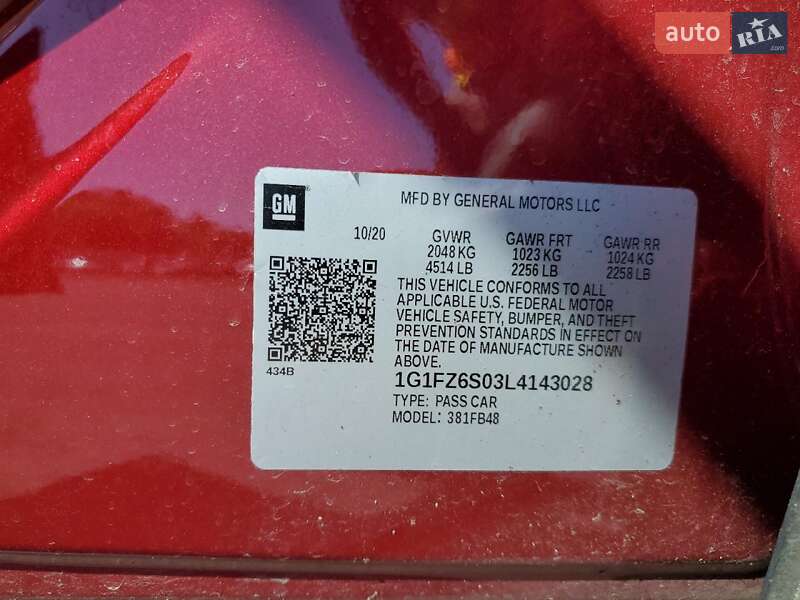 auto RIA .com
GM
MFD BY GENERAL MOTORS LLC
10/20 GVWR GAWR FRT GAWR RR
2048 KG 1023 KG 1024 KG
4514 LB 2256 LB 2258 LB
THIS VEHICLE CONFORMS TO ALL
APPLICABLE U.S. FEDERAL MOTOR
VEHICLE SAFETY, BUMPER, AND THEFT
PREVENTION STANDARDS IN EFFECT ON
THE DATE OF MANUFACTURE SHOWN
ABOVE.
434B
1G1FZ6S03L4143028
TYPE: PASS CAR
MODEL: 381FB48